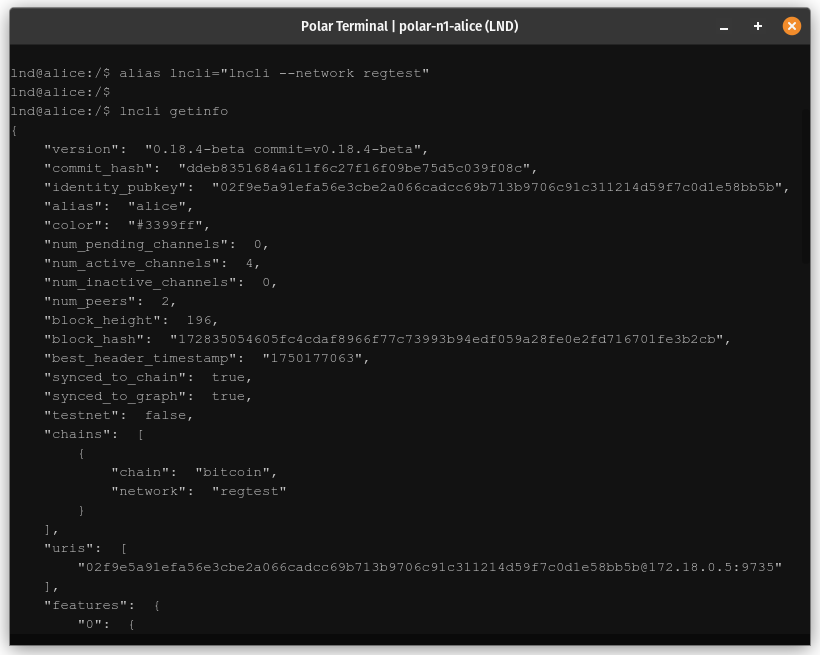 Polar Terminal | polar-n1-alice (LND)
lnd@alice:/$ alias lncli="lncli --network regtest"
lnd@alice:/$
lnd@alice:/$ lncli getinfo
{
    "version":  "0.18.4-beta commit=v0.18.4-beta",
    "commit_hash":  "ddeb8351684a611f6c27f16f09be75d5c039f08c",
    "identity_pubkey":  "02f9e5a91efa56e3cbe2a066cadcc69b713b9706c91c311214d59f7c0d1e58bb5b",
    "alias":  "alice",
    "color":  "#3399ff",
    "num_pending_channels":  0,
    "num_active_channels":  4,
    "num_inactive_channels":  0,
    "num_peers":  2,
    "block_height":  196,
    "block_hash":  "172835054605fc4cdaf8966f77c73993b94edf059a28fe0e2fd716701fe3b2cb",
    "best_header_timestamp":  "1750177063",
    "synced_to_chain":  true,
    "synced_to_graph":  true,
    "testnet":  false,
    "chains":  [
        {
            "chain":  "bitcoin",
            "network":  "regtest"
        }
    ],
    "uris":  [
        "02f9e5a91efa56e3cbe2a066cadcc69b713b9706c91c311214d59f7c0d1e58bb5b@172.18.0.5:9735"
    ],
    "features":  {
        "0":  {